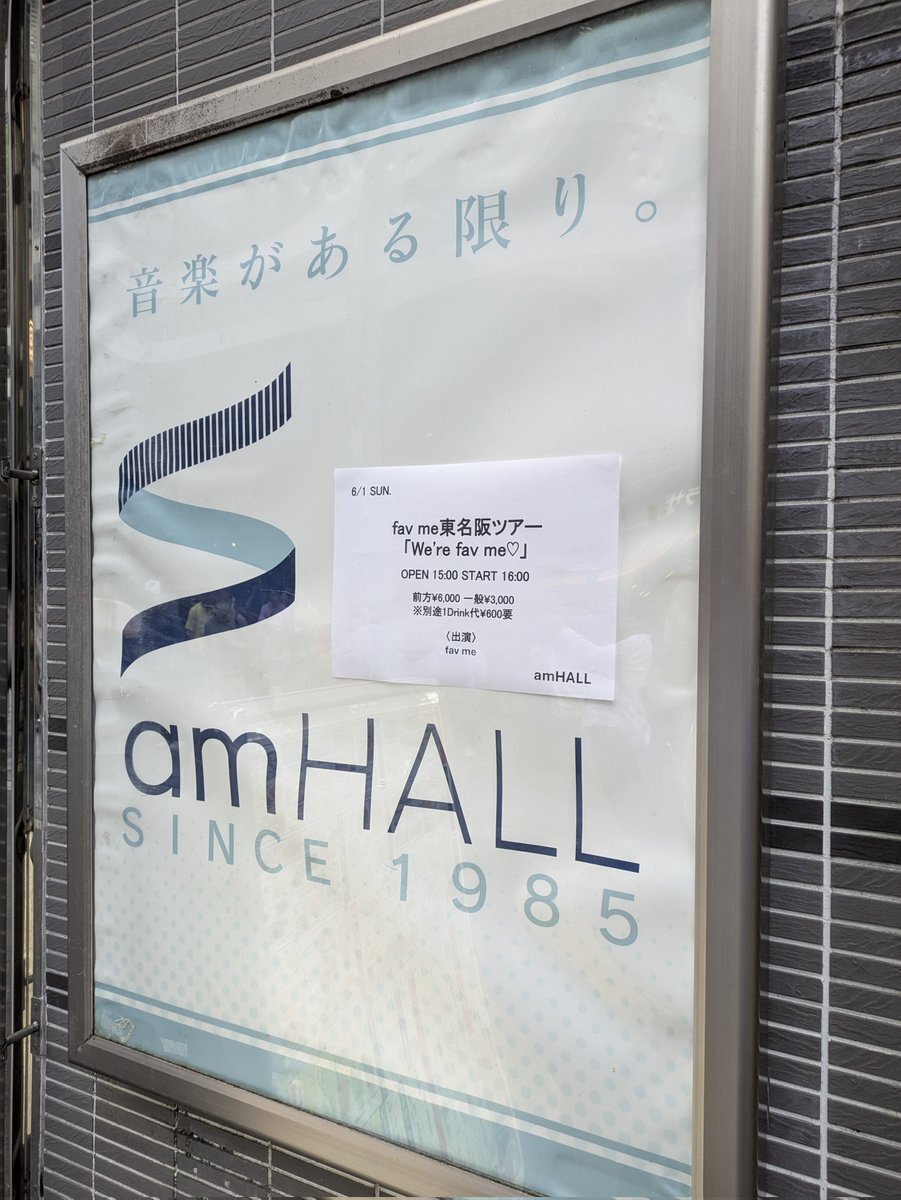 音楽がある限り。
6/1 SUN.
fav me東名阪ツアー
「We're fav me♡」
OPEN 15:00 START 16:00
前方¥6,000 一般¥3,000
※別途1Drink代¥600要
〈出演〉
fav me
amHALL
amHALL
SINCE 1985